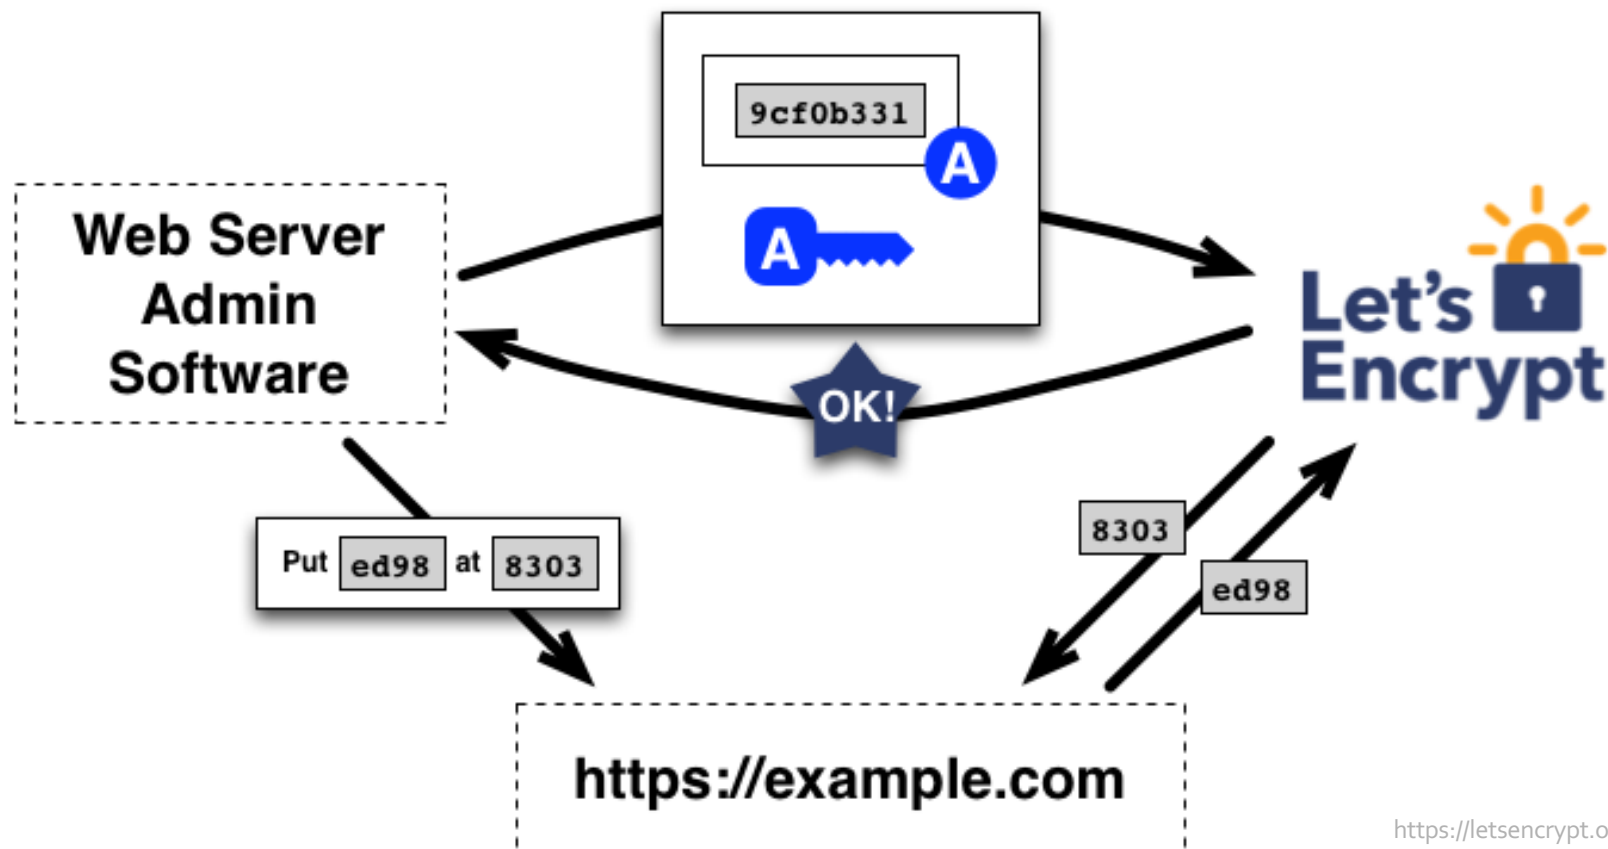 9cf0b331
A
A
Web Server
Admin
Software
Let's
Encrypt
OK!
Put ed98 at 8303
8303
ed98
https://example.com
https://letsencrypt.o